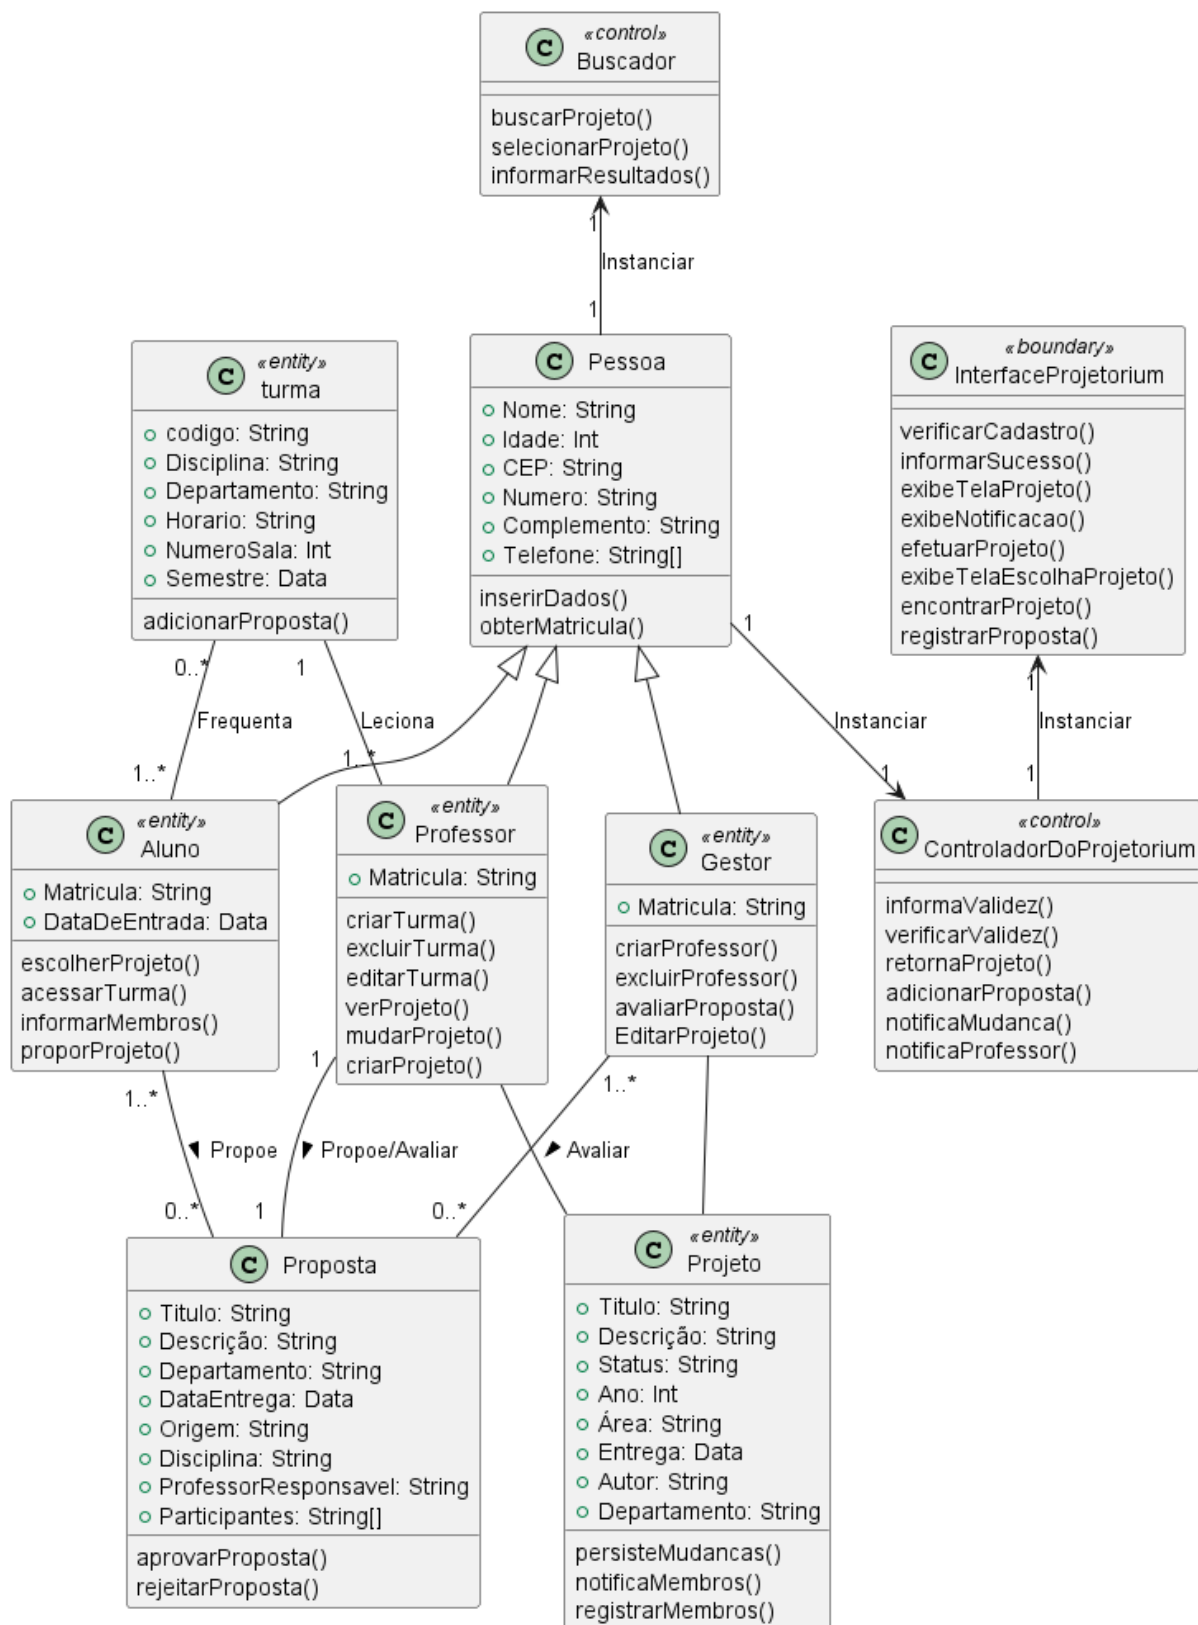 C
«control»
Buscador
buscarProjeto()
selecionarProjeto()
informarResultados()
1
Instanciar
1
C
«entity»
turma
codigo: String
Disciplina: String
Departamento: String
Horario: String
NumeroSala: Int
Semestre: Data
adicionarProposta()
C
Pessoa
Nome: String
Idade: Int
CEP: String
Numero: String
Complemento: String
Telefone: String[]
inserirDados()
obterMatricula()
C
«boundary»
InterfaceProjetorium
verificarCadastro()
informarSucesso()
exibeTelaProjeto()
exibeNotificacao()
efetuarProjeto()
exibeTelaEscolhaProjeto()
encontrarProjeto()
registrarProposta()
0..*
Frequenta
1..*
1
Leciona
1..*
1
Instanciar
1
1
Instanciar
1
C
«entity»
Aluno
Matricula: String
DataDeEntrada: Data
escolherProjeto()
acessarTurma()
informarMembros()
proporProjeto()
C
«entity»
Professor
Matricula: String
criarTurma()
excluirTurma()
editarTurma()
verProjeto()
mudarProjeto()
criarProjeto()
C
«entity»
Gestor
Matricula: String
criarProfessor()
excluirProfessor()
avaliarProposta()
EditarProjeto()
C
«control»
ControladorDoProjetorium
informaValidez()
verificarValidez()
retornaProjeto()
adicionarProposta()
notificaMudanca()
notificaProfessor()
1..*
Propoe
0..*
1
Propoe/Avaliar
1
1..*
Avaliar
0..*
C
Proposta
Titulo: String
Descrição: String
Departamento: String
DataEntrega: Data
Origem: String
Disciplina: String
ProfessorResponsavel: String
Participantes: String[]
aprovarProposta()
rejeitarProposta()
C
«entity»
Projeto
Titulo: String
Descrição: String
Status: String
Ano: Int
Área: String
Entrega: Data
Autor: String
Departamento: String
persisteMudancas()
notificaMembros()
registrarMembros()